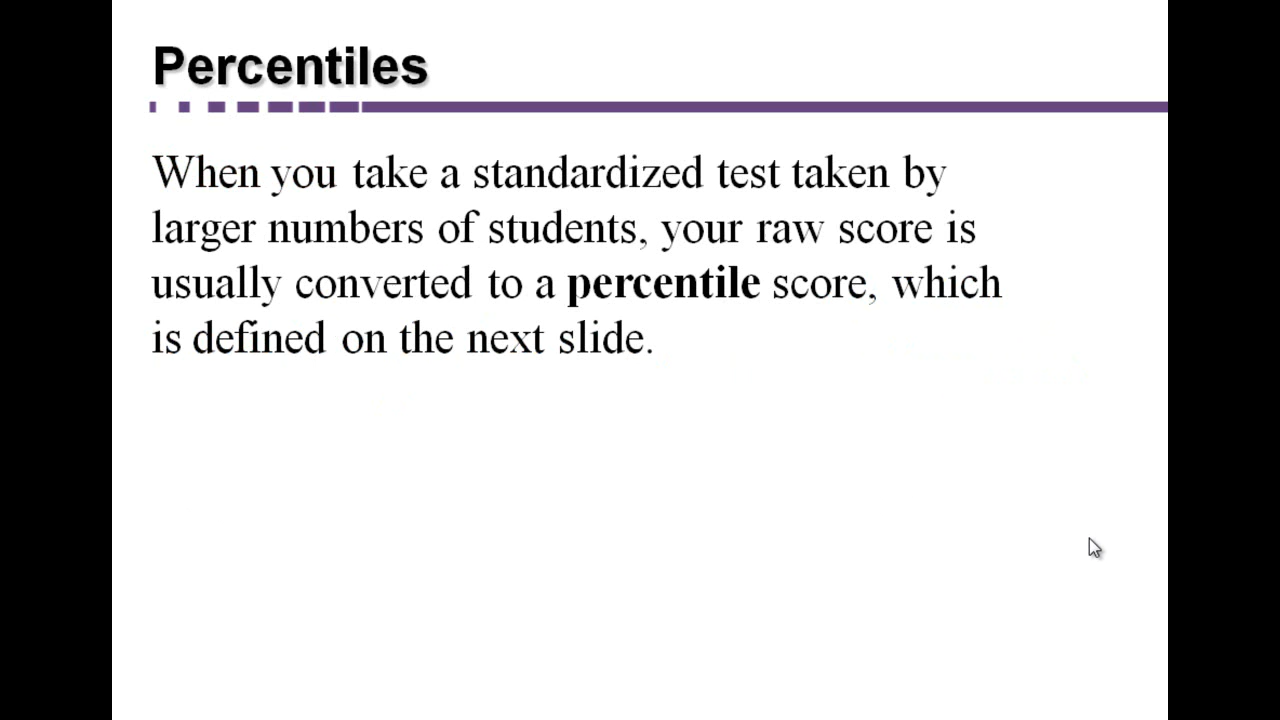 Percentiles
When you take a standardized test taken by
larger numbers of students, your raw score is
usually converted to a percentile score, which
is defined on the next slide.